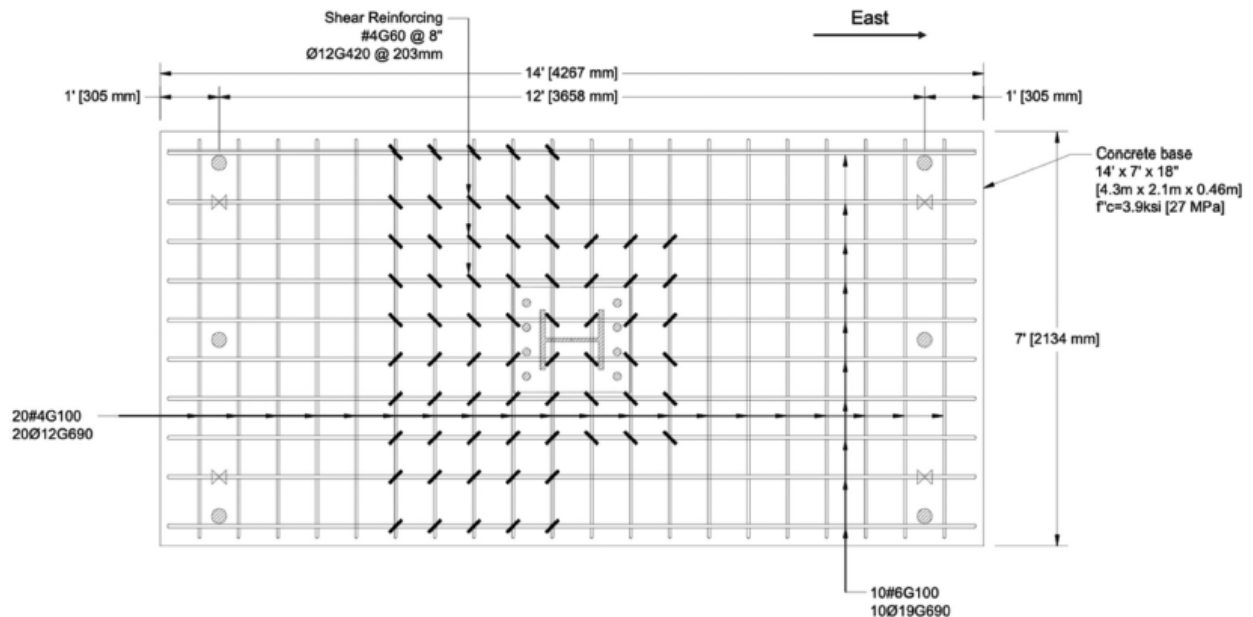 Shear Reinforcing
#4G60 @ 8"
Ø12G420 @ 203mm
East
14' [4267 mm]
1' [305 mm]
12' [3658 mm]
1' [305 mm]
Concrete base
14' x 7' x 18"
[4.3m x 2.1m x 0.46m]
f"c=3.9ksi [27 MPa]
7' [2134 mm]
20#4G100
20Ø12G690
10#6G100
10Ø19G690